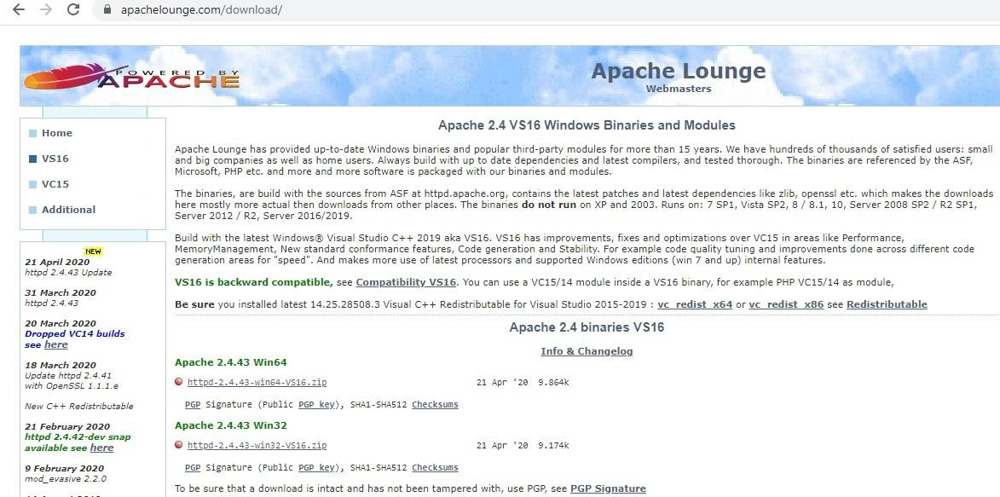 apachelounge.com/download/
POWERED BY
APACHE
Apache Lounge
Webmasters
Home
VS16
VC15
Additional
NEW
21 April 2020
httpd 2.4.43 Update
31 March 2020
httpd 2.4.43
20 March 2020
Dropped VC14 builds
see here
18 March 2020
Update httpd 2.4.41
with OpenSSL 1.1.1.e
New C++ Redistributable
21 February 2020
httpd 2.4.42-dev snap
available see here
9 February 2020
mod_evasive 2.2.0
Apache 2.4 VS16 Windows Binaries and Modules
Apache Lounge has provided up-to-date Windows binaries and popular third-party modules for more than 15 years. We have hundreds of thousands of satisfied users: small
and big companies as well as home users. Always build with up to date dependencies and latest compilers, and tested thorough. The binaries are referenced by the ASF,
Microsoft, PHP etc. and more and more software is packaged with our binaries and modules.
The binaries, are build with the sources from ASF at httpd.apache.org, contains the latest patches and latest dependencies like zlib, openssl etc. which makes the downloads
here mostly more actual then downloads from other places. The binaries do not run on XP and 2003. Runs on: 7 SP1, Vista SP2, 8 / 8.1, 10, Server 2008 SP2 / R2 SP1,
Server 2012 / R2, Server 2016/2019.
Build with the latest Windows® Visual Studio C++ 2019 aka VS16. VS16 has improvements, fixes and optimizations over VC15 in areas like Performance,
MemoryManagement, New standard conformance features, Code generation and Stability. For example code quality tuning and improvements done across different code
generation areas for "speed". And makes more use of latest processors and supported Windows editions (win 7 and up) internal features.
VS16 is backward compatible, see Compatibility VS16. You can use a VC15/14 module inside a VS16 binary, for example PHP VC15/14 as module,
Be sure you installed latest 14.25.28508.3 Visual C++ Redistributable for Visual Studio 2015-2019 : vc_redist_x64 or vc_redist_x86 see Redistributable
Apache 2.4 binaries VS16
Info & Changelog
Apache 2.4.43 Win64
httpd-2.4.43-win64-VS16.zip 21 Apr '20 9.864k
PGP Signature (Public PGP key), SHA1-SHA512 Checksums
Apache 2.4.43 Win32
httpd-2.4.43-win32-VS16.zip 21 Apr '20 9.174k
PGP Signature (Public PGP key), SHA1-SHA512 Checksums
To be sure that a download is intact and has not been tampered with, use PGP, see PGP Signature